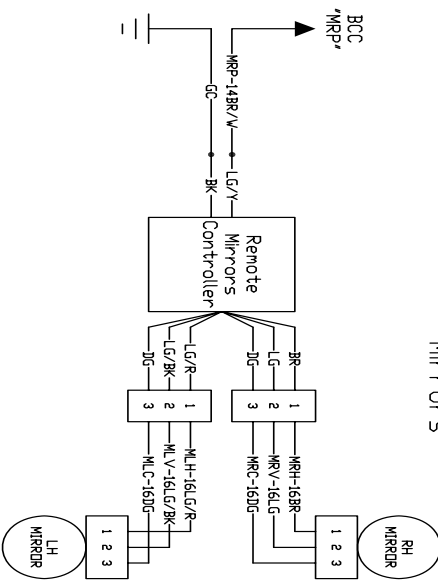 BCC
"MRP"
MRP-14BR/W
LG/Y
GC
BK
Remote
Mirrors
Controller
BR
LG
DG
1
2
3
MRH-16BR
MRV-16LG
MRC-16DG
1 2 3
RH
MIRROR
LG/R
LG/BK
DG
1
2
3
MLH-16LG/R
MLV-16LG/BK
MLC-16DG
1 2 3
LH
MIRROR